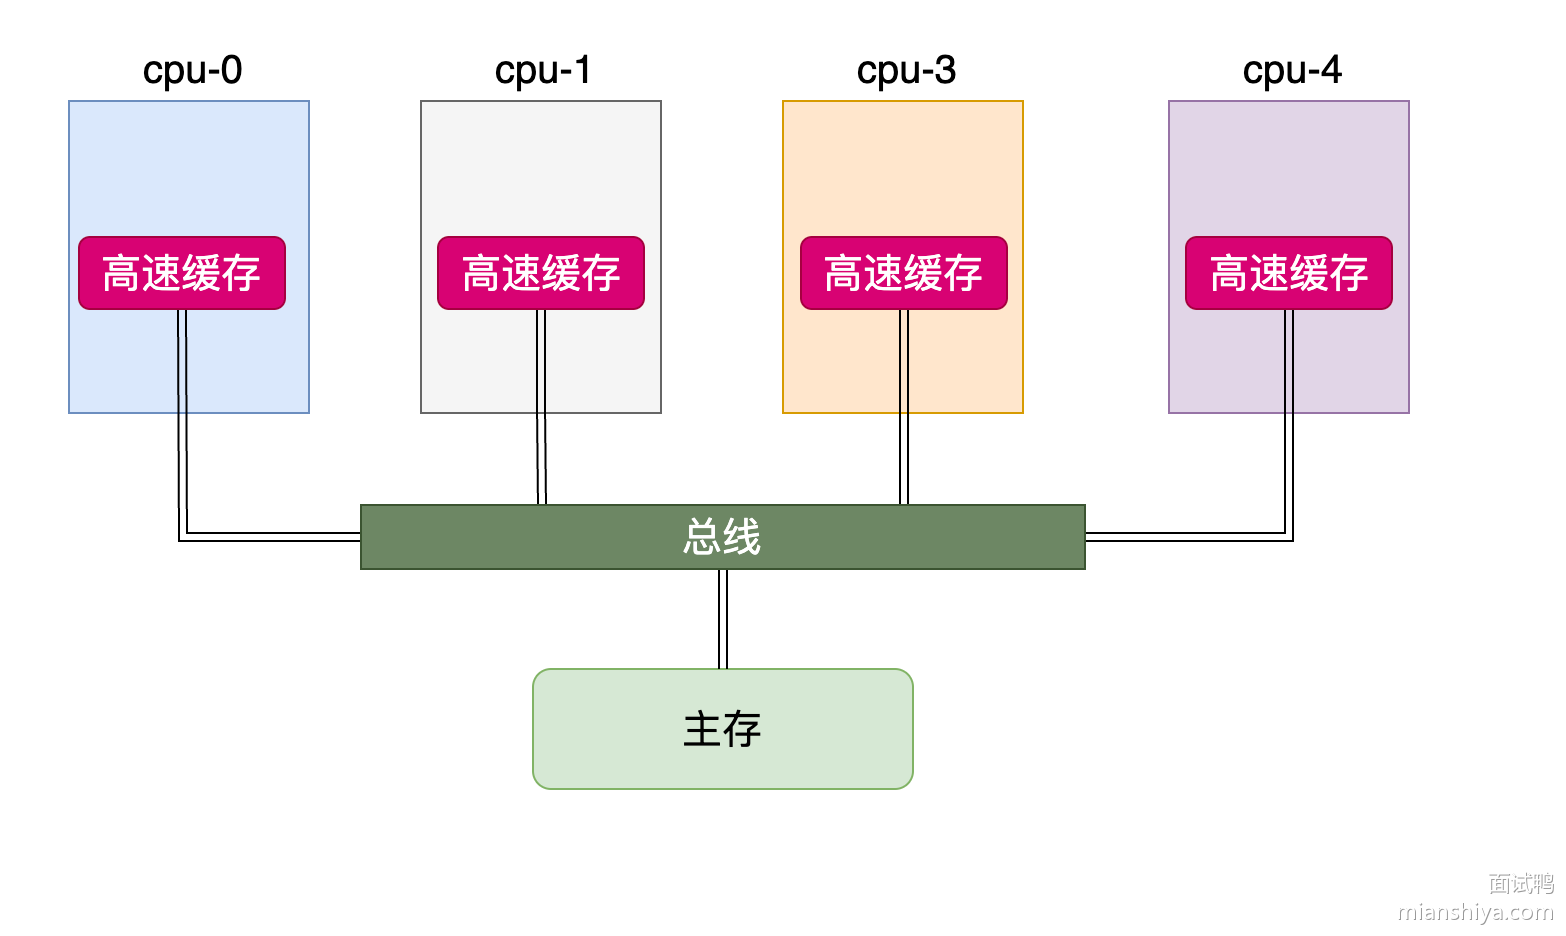 cpu-0
cpu-1
cpu-3
cpu-4
高速缓存
高速缓存
高速缓存
高速缓存
总线
主存
面试鸭
mianshiya.com